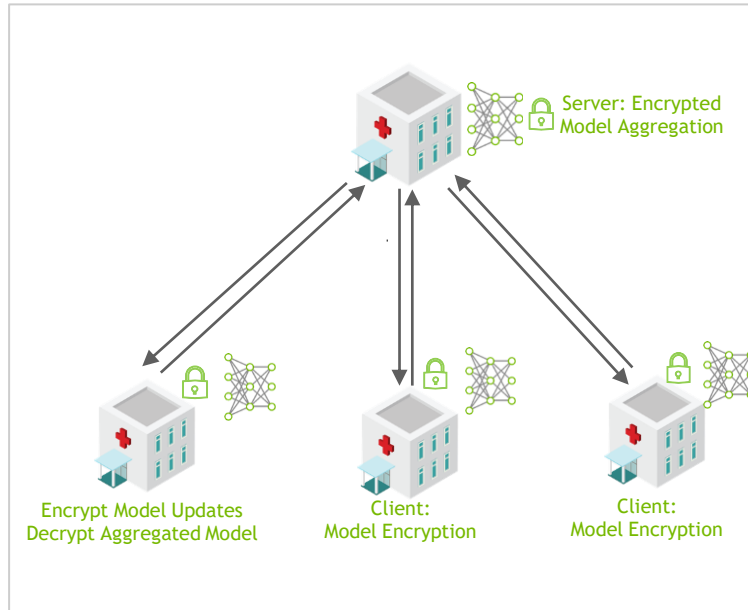 Server: Encrypted
Model Aggregation
Encrypt Model Updates
Decrypt Aggregated Model
Client:
Model Encryption
Client:
Model Encryption